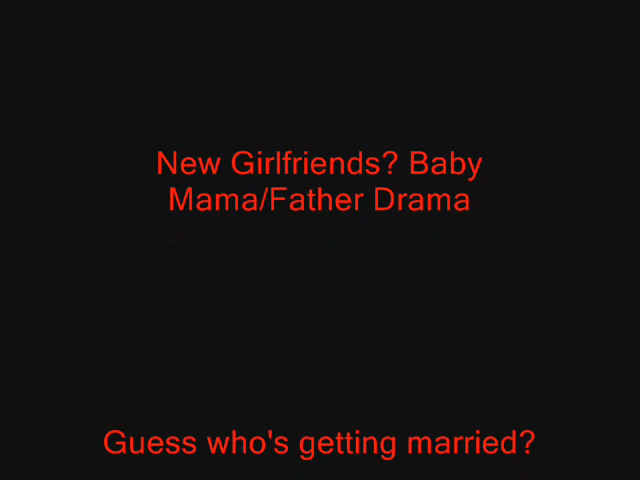 New Girlfriends? Baby
Mama/Father Drama
Guess who's getting married?